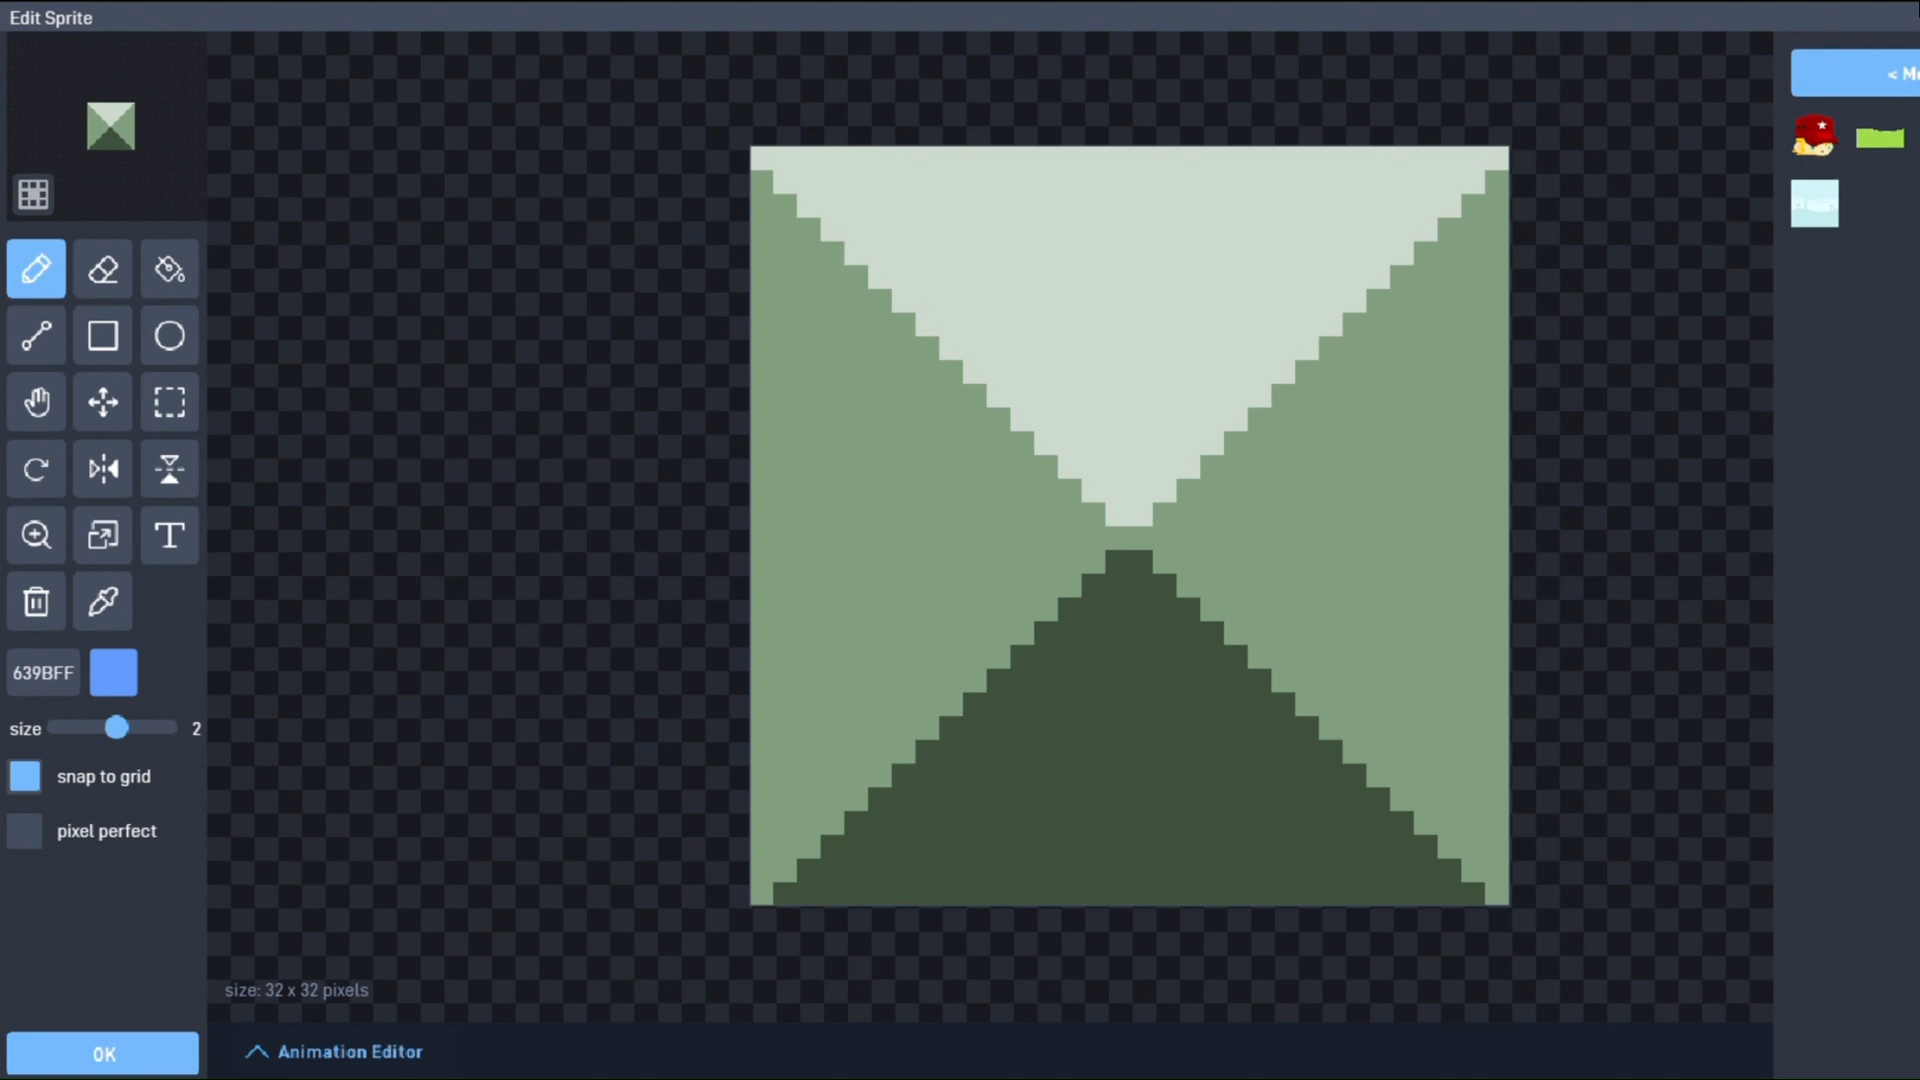 Edit Sprite
< M
639BFF
size 2
snap to grid
pixel perfect
size: 32 x 32 pixels
OK
Animation Editor